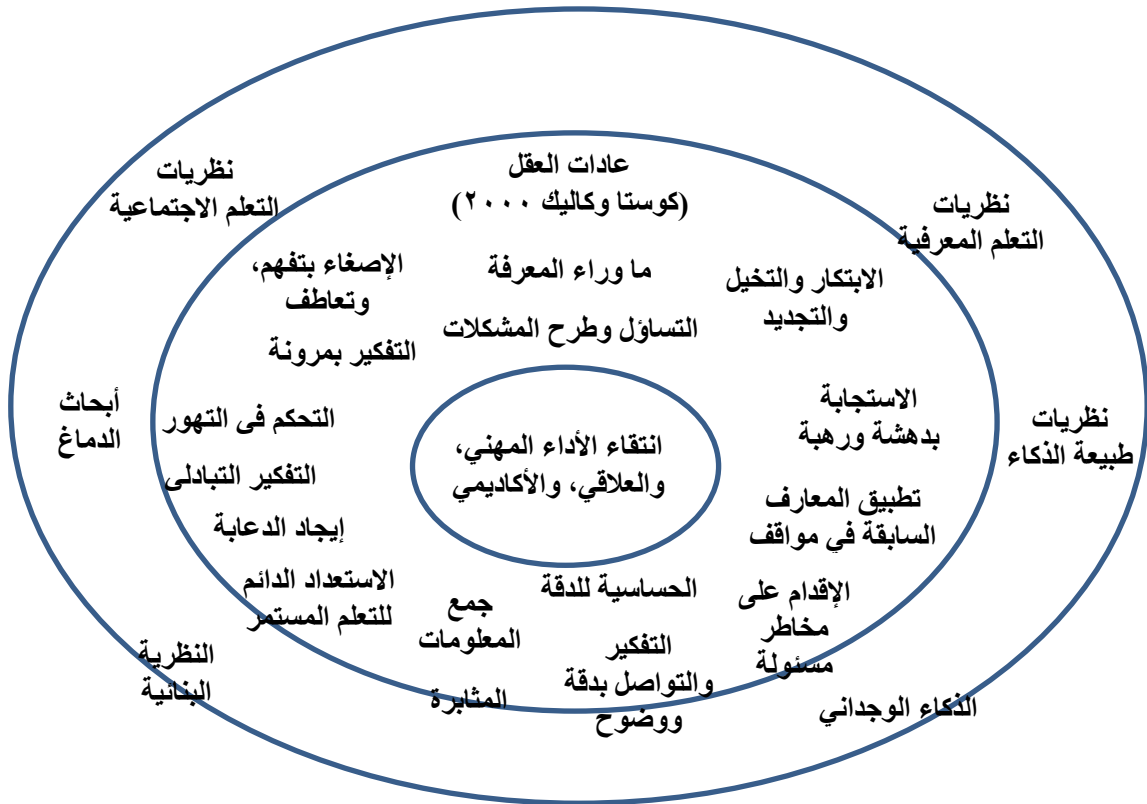 عادات العقل
(كوستا وكاليك ٢٠٠٠)
نظريات
التعلم المعرفية
نظريات
التعلم الاجتماعية
الابتكار والتخيل
والتجديد
ما وراء المعرفة
الإصغاء بتفهم،
وتعاطف
التساؤل وطرح المشكلات
التفكير بمرونة
نظريات
طبيعة الذكاء
الاستجابة
بدهشة ورهبة
التحكم فى التهور
أبحاث
الدماغ
انتقاء الأداء المهني،
والعلاقي، والأكاديمي
التفكير التبادلى
تطبيق المعارف
السابقة في مواقف
إيجاد الدعابة
الإقدام على
مخاطر
مسئولة
الحساسية للدقة
جمع
المعلومات
الاستعداد الدائم
للتعلم المستمر
التفكير
والتواصل بدقة
ووضوح
المثابرة
النظرية
البنائية
الذكاء الوجداني